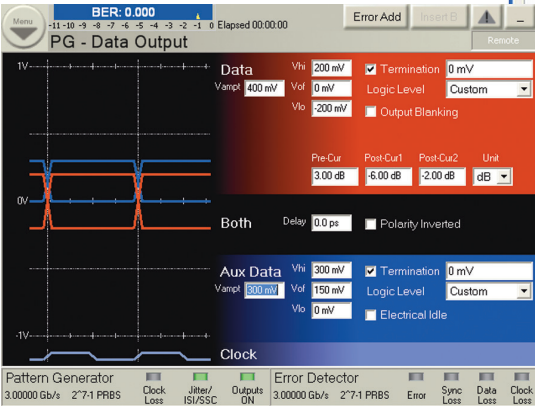 Menu
BER: 0.000
-11 -10 -9 -8 -7 -6 -5 -4 -3 -2 -1 0 Elapsed 00:00:00
Error Add
Insert B
PG - Data Output
Remote
1V
0V
-1V
Data
Vampt 400 mV
Vhi 200 mV
Vof 0 mV
Vlo -200 mV
Termination 0 mV
Logic Level Custom
Output Blanking
Pre-Cur Post-Cur1 Post-Cur2 Unit
3.00 dB -6.00 dB -2.00 dB dB
Both Delay 0.0 ps Polarity Inverted
Aux Data
Vampt 300 mV
Vhi 300 mV
Vof 150 mV
Vlo 0 mV
Termination 0 mV
Logic Level Custom
Electrical Idle
Clock
Pattern Generator
3.00000 Gb/s 2^7-1 PRBS
Clock Loss
Jitter/ ISI/SSC
Outputs ON
Error Detector
3.00000 Gb/s 2^7-1 PRBS
Error
Sync Loss
Data Loss
Clock Loss